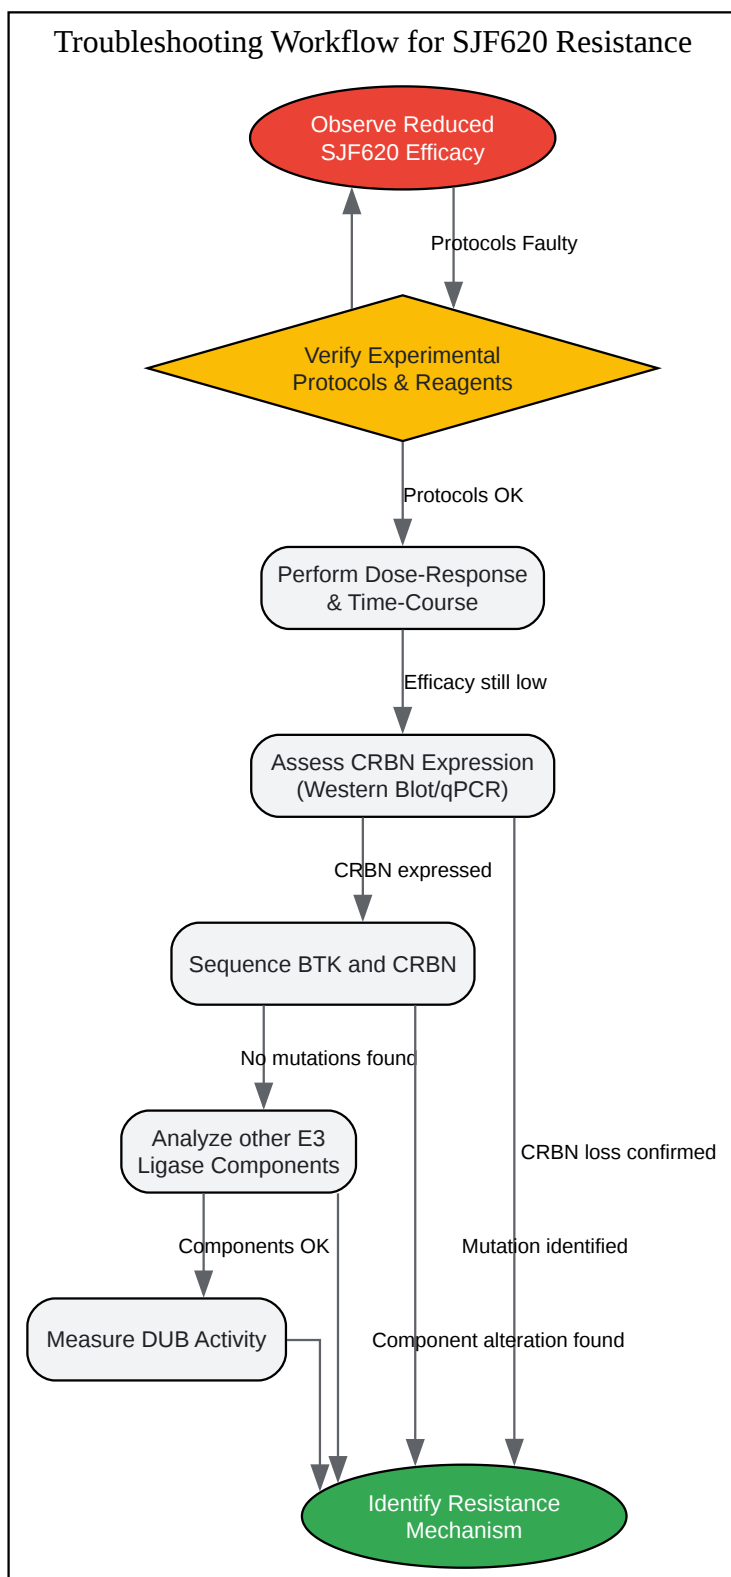 Troubleshooting Workflow for SJF620 Resistance
Observe Reduced
SJF620 Efficacy
Protocols Faulty
Verify Experimental
Protocols & Reagents
Protocols OK
Perform Dose-Response
& Time-Course
Efficacy still low
Assess CRBN Expression
(Western Blot/qPCR)
CRBN expressed
Sequence BTK and CRBN
No mutations found
Analyze other E3
Ligase Components
CRBN loss confirmed
Components OK
Mutation identified
Measure DUB Activity
Component alteration found
Identify Resistance
Mechanism